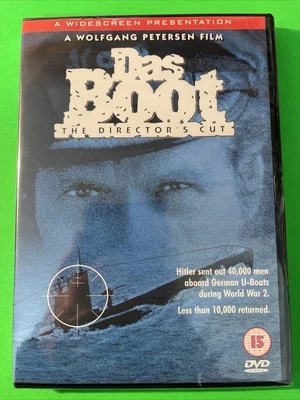 A WIDESCREEN PRESENTATION
A WOLFGANG PETERSEN FILM
Das
Boot
THE DIRECTOR'S CUT
Hitler sent out 40,000 men
aboard German U-Boats
during World War 2.
Less than 10,000 returned.
15
DVD
VIDEO